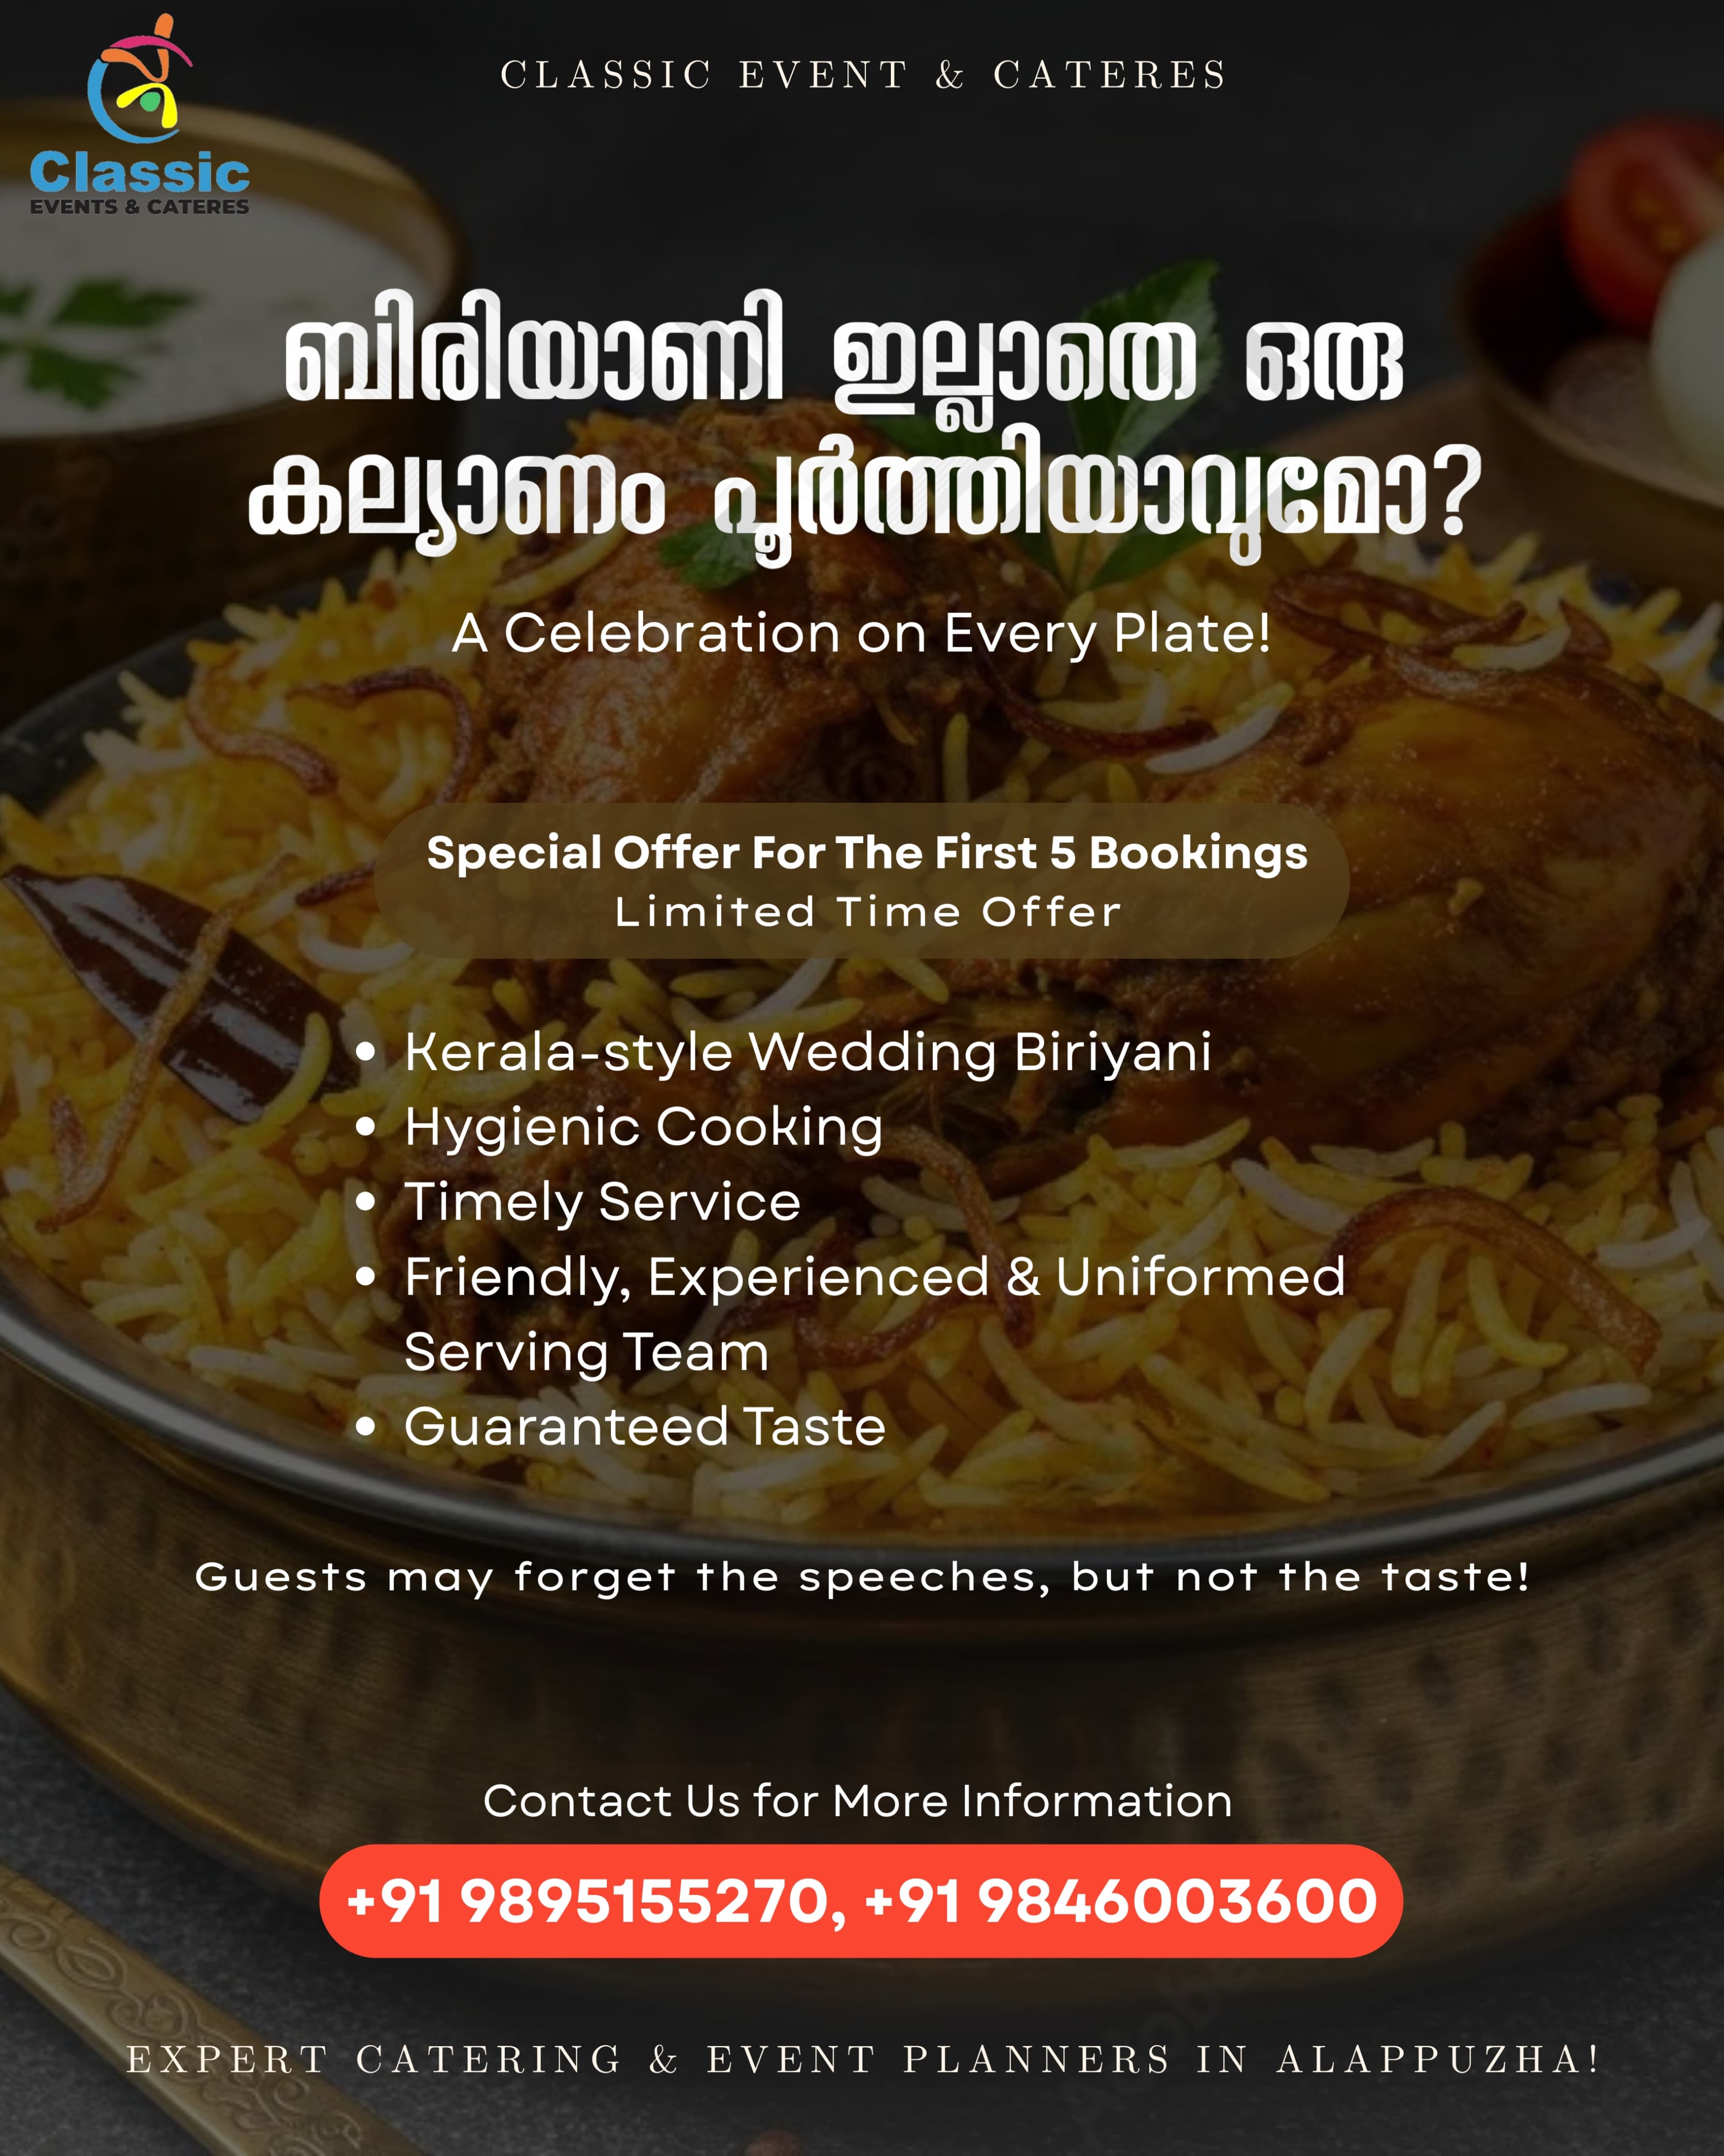 Classic
EVENTS & CATERES
CLASSIC EVENT & CATERES
ബിരിയാണി ഇല്ലാതെ ഒരു
കല്യാണം പൂർത്തിയാവുമോ?
A Celebration on Every Plate!
Special Offer For The First 5 Bookings
Limited Time Offer
• Kerala-style Wedding Biriyani
• Hygienic Cooking
• Timely Service
• Friendly, Experienced & Uniformed
Serving Team
• Guaranteed Taste
Guests may forget the speeches, but not the taste!
Contact Us for More Information
+91 9895155270, +91 9846003600
EXPERT CATERING & EVENT PLANNERS IN ALAPPUZHA!